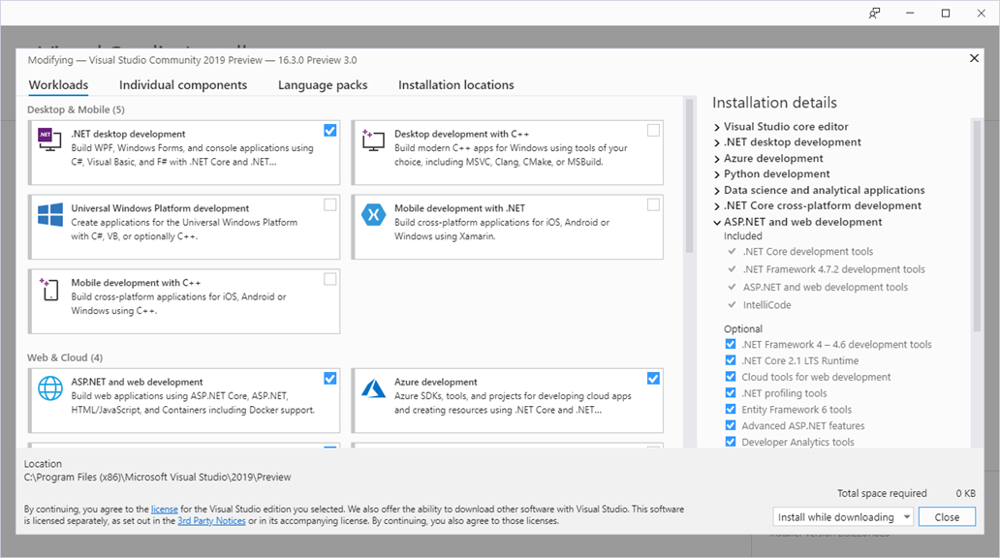 Modifying — Visual Studio Community 2019 Preview — 16.3.0 Preview 3.0
Workloads
Individual components
Language packs
Installation locations
Desktop & Mobile (5)
.NET
.NET desktop development
Build WPF, Windows Forms, and console applications using
C#, Visual Basic, and F# with .NET Core and .NET...
Desktop development with C++
Build modern C++ apps for Windows using tools of your
choice, including MSVC, Clang, CMake, or MSBuild.
Universal Windows Platform development
Create applications for the Universal Windows Platform
with C#, VB, or optionally C++.
Mobile development with .NET
Build cross-platform applications for iOS, Android or
Windows using Xamarin.
Mobile development with C++
Build cross-platform applications for iOS, Android or
Windows using C++.
Web & Cloud (4)
ASP.NET and web development
Build web applications using ASP.NET Core, ASP.NET,
HTML/JavaScript, and Containers including Docker support.
Azure development
Azure SDKs, tools, and projects for developing cloud apps
and creating resources using .NET Core and .NET...
Installation details
Visual Studio core editor
.NET desktop development
Azure development
Python development
Data science and analytical applications
.NET Core cross-platform development
ASP.NET and web development
Included
.NET Core development tools
.NET Framework 4.7.2 development tools
ASP.NET and web development tools
IntelliCode
Optional
.NET Framework 4 – 4.6 development tools
.NET Core 2.1 LTS Runtime
Cloud tools for web development
.NET profiling tools
Entity Framework 6 tools
Advanced ASP.NET features
Developer Analytics tools
Location
C:\Program Files (x86)\Microsoft Visual Studio\2019\Preview
By continuing, you agree to the license for the Visual Studio edition you selected. We also offer the ability to download other software with Visual Studio. This software
is licensed separately, as set out in the 3rd Party Notices or in its accompanying license. By continuing, you also agree to those licenses.
Total space required 0 KB
Install while downloading
Close